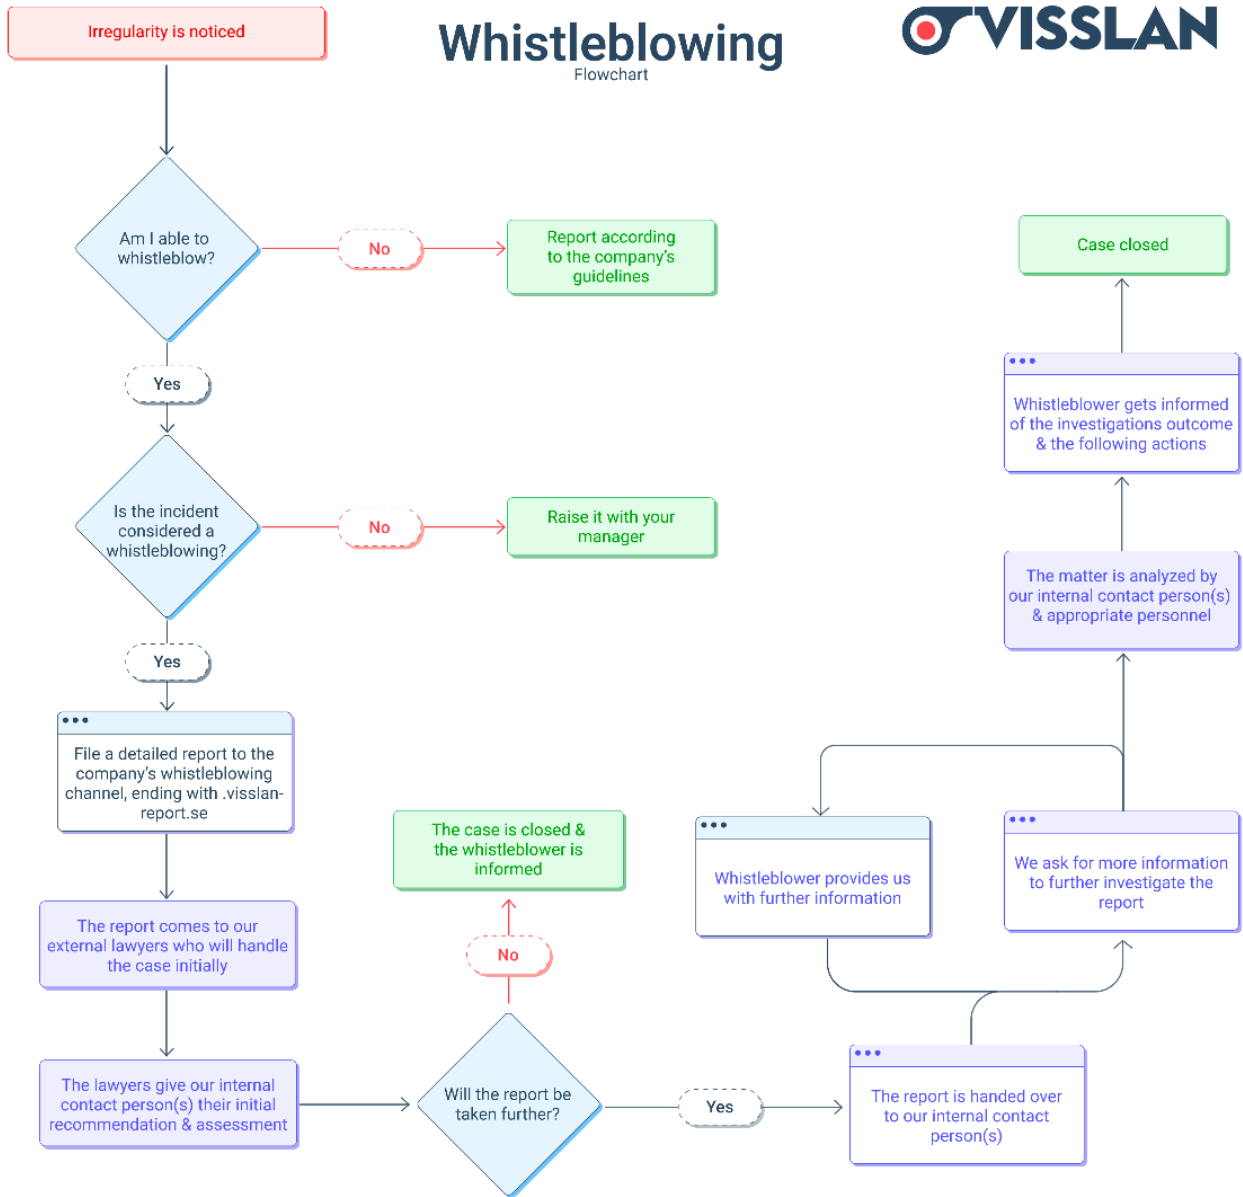 Irregularity is noticed
Whistleblowing
Flowchart
VISSLAN
Am I able to
whistleblow?
No
Report according
to the company's
guidelines
Yes
Is the incident
considered a
whistleblowing?
No
Raise it with your
manager
Yes
File a detailed report to the
company's whistleblowing
channel, ending with .visslan-
report.se
The report comes to our
external lawyers who will handle
the case initially
The lawyers give our internal
contact person(s) their initial
recommendation & assessment
Will the report be
taken further?
No
The case is closed &
the whistleblower is
informed
Yes
The report is handed over
to our internal contact
person(s)
We ask for more information
to further investigate the
report
Whistleblower provides us
with further information
The matter is analyzed by
our internal contact person(s)
& appropriate personnel
Whistleblower gets informed
of the investigations outcome
& the following actions
Case closed